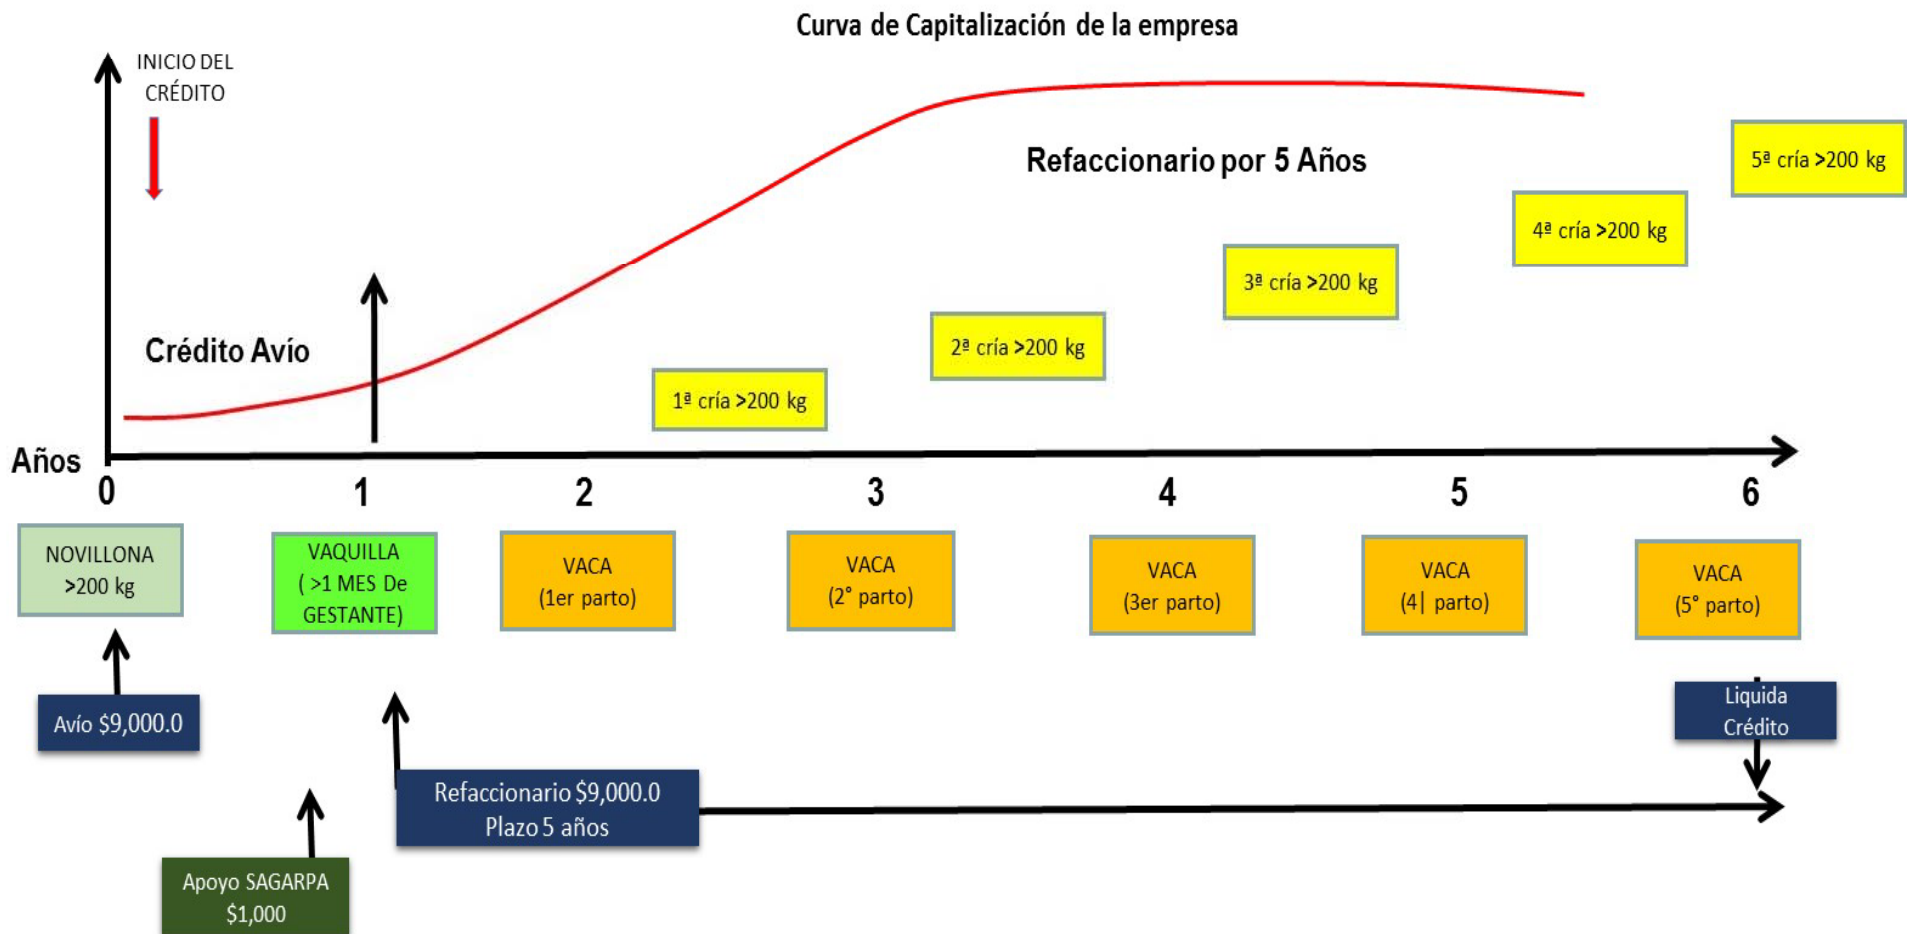 Curva de Capitalización de la empresa
INICIO DEL
CRÉDITO
Refaccionario por 5 Años
5ª cría >200 kg
4ª cría >200 kg
3ª cría >200 kg
2ª cría >200 kg
1ª cría >200 kg
Crédito Avío
Años
0 1 2 3 4 5 6
NOVILLONA
>200 kg
VAQUILLA
( >1 MES De
GESTANTE)
VACA
(1er parto)
VACA
(2° parto)
VACA
(3er parto)
VACA
(4| parto)
VACA
(5° parto)
Avío $9,000.0
Liquida
Crédito
Refaccionario $9,000.0
Plazo 5 años
Apoyo SAGARPA
$1,000